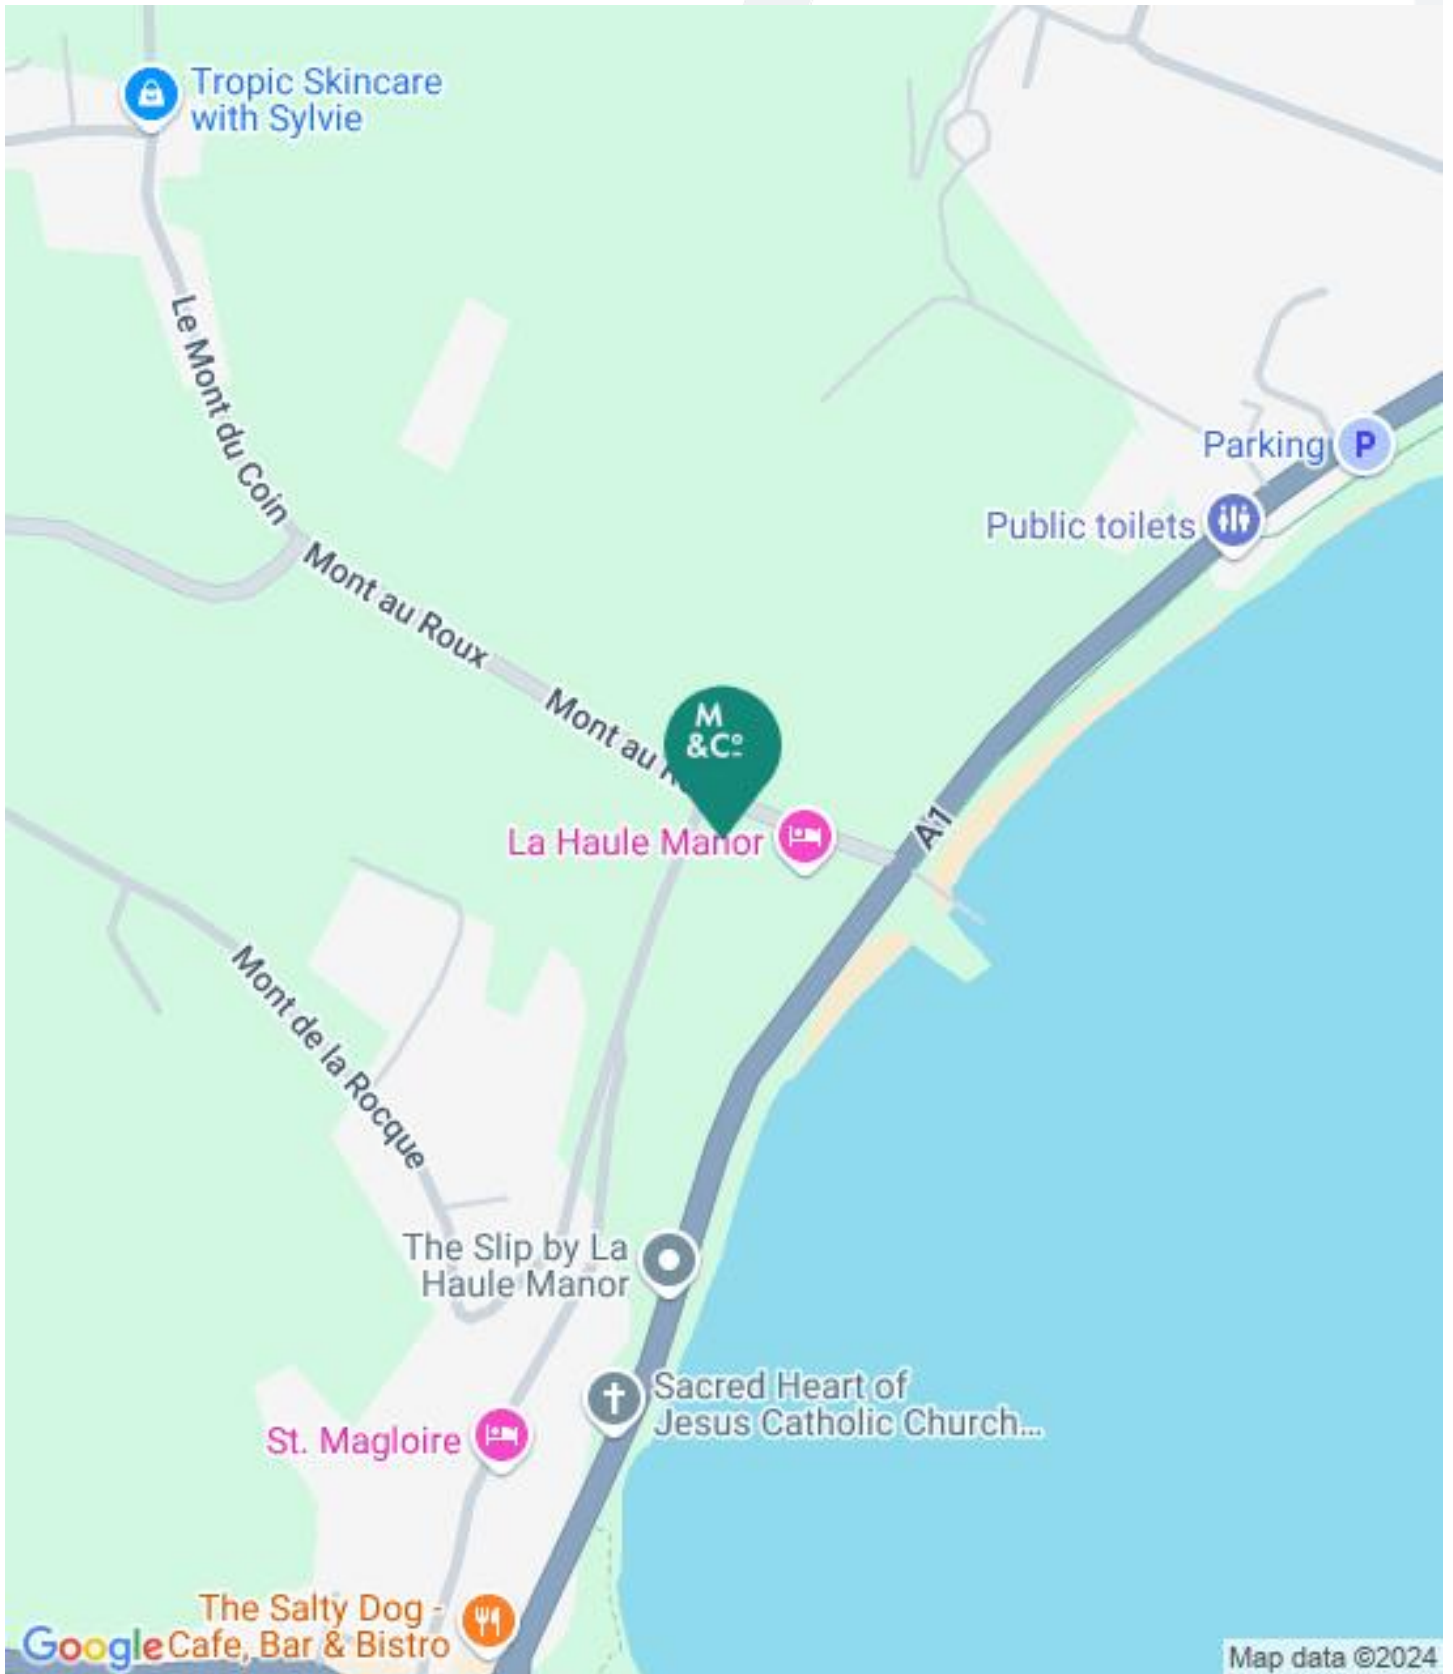 Tropic Skincare
with Sylvie
Le Mont du Coin
Parking P
Public toilets
Mont au Roux
Mont au
M
&Cº
La Haule Manor
A1
Mont de la Rocque
The Slip by La
Haule Manor
Sacred Heart of
Jesus Catholic Church...
St. Magloire
The Salty Dog -
Cafe, Bar & Bistro
Google
Map data ©2024